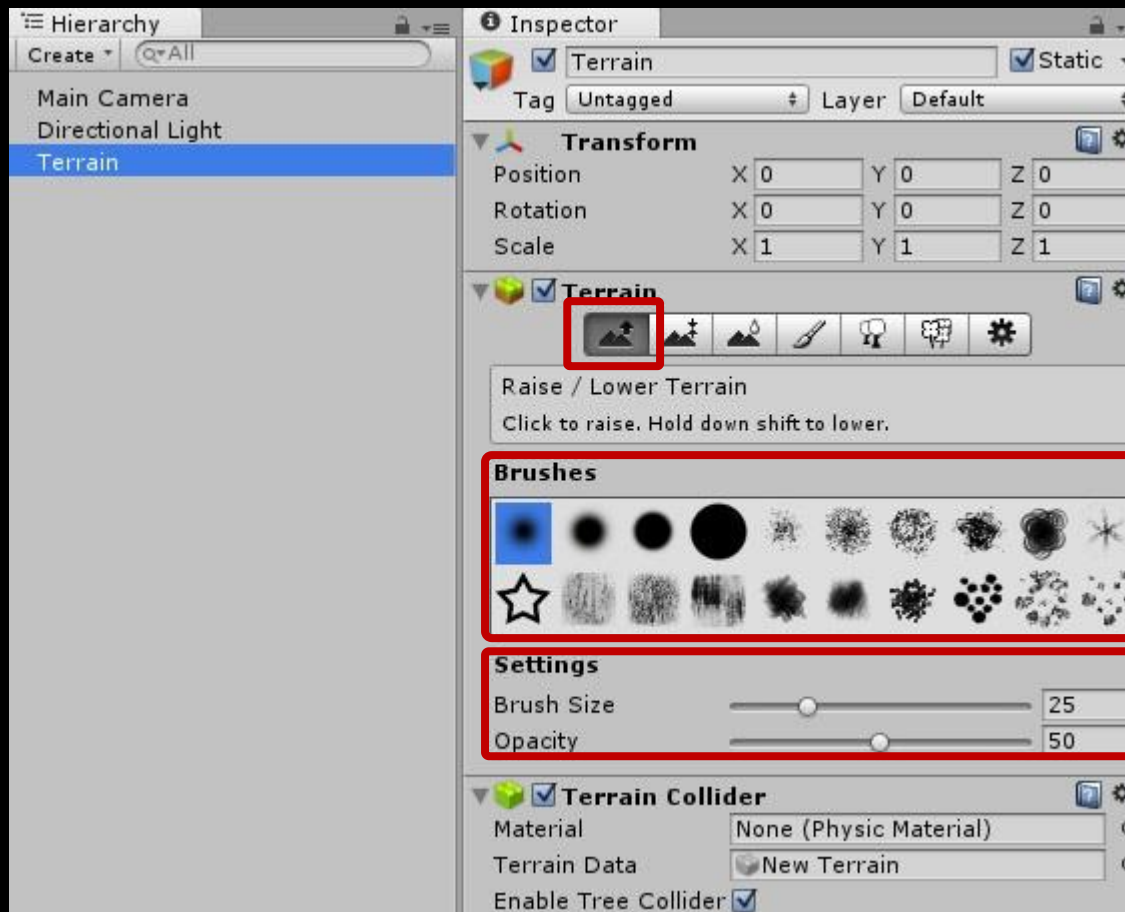 Hierarchy
Create
All
Main Camera
Directional Light
Terrain
Inspector
Terrain
Static
Tag Untagged Layer Default
Transform
Position X 0 Y 0 Z 0
Rotation X 0 Y 0 Z 0
Scale X 1 Y 1 Z 1
Terrain
Raise / Lower Terrain
Click to raise. Hold down shift to lower.
Brushes
Settings
Brush Size 25
Opacity 50
Terrain Collider
Material None (Physic Material)
Terrain Data New Terrain
Enable Tree Collider